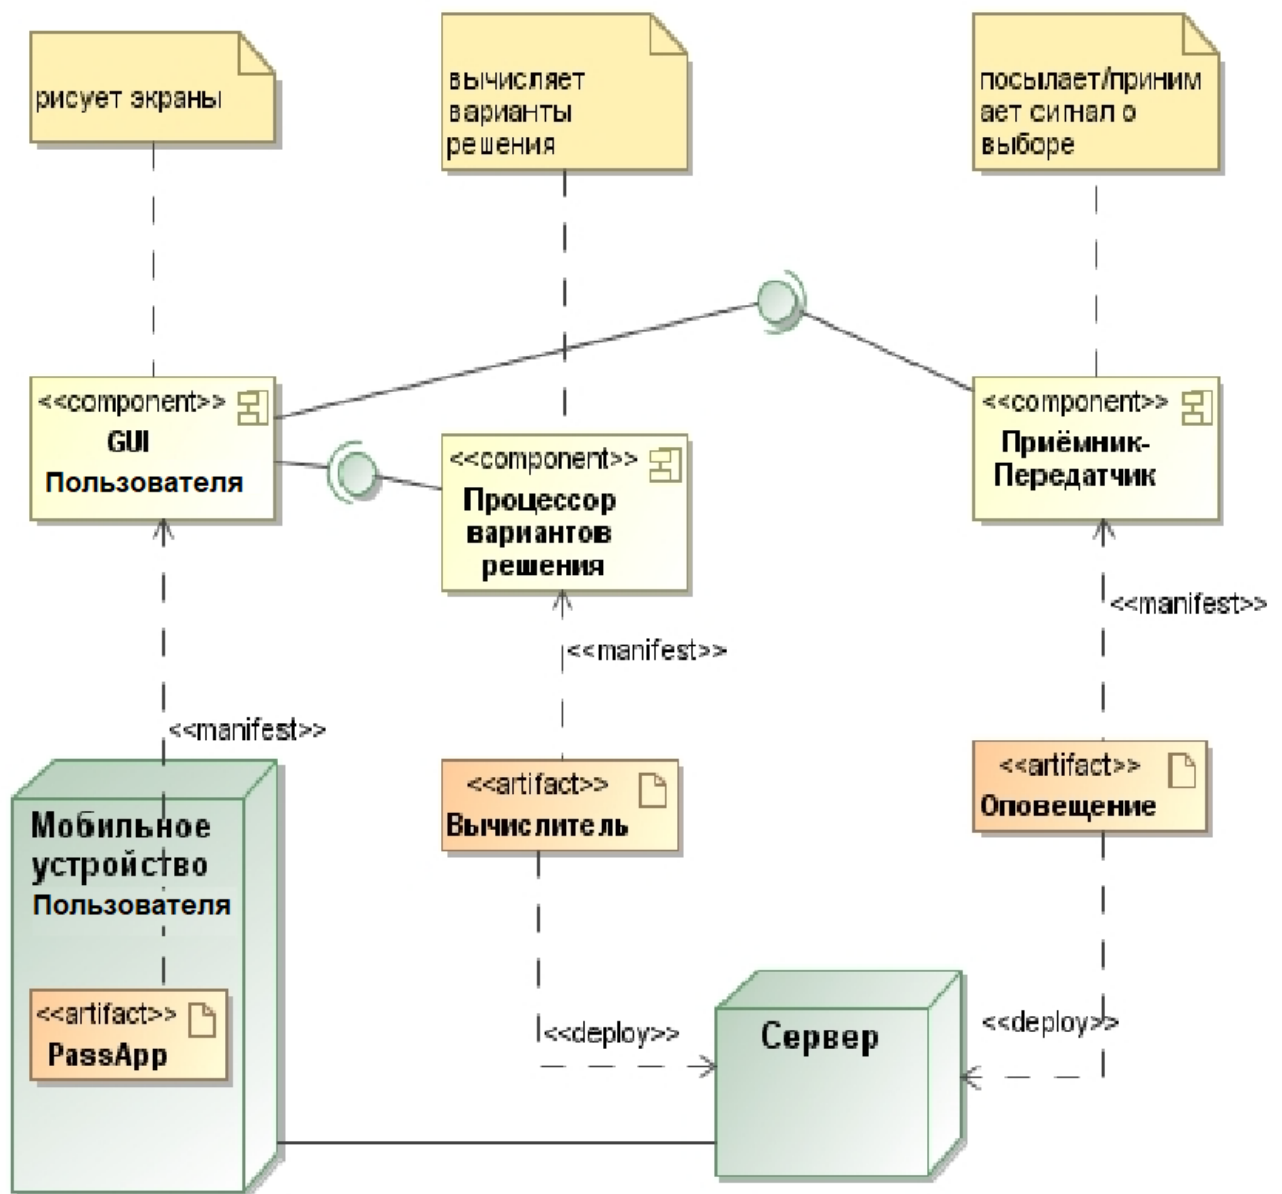 рисует экраны
вычисляет
варианты
решения
посылает/приним
ает сигнал о
выборе
<<component>>
GUI
Пользователя
<<component>>
Процессор
вариантов
решения
<<component>>
Приёмник-
Передатчик
<<manifest>>
<<manifest>>
<<manifest>>
Мобильное
устройство
Пользователя
<<artifact>>
PassApp
<<artifact>>
Вычислитель
<<artifact>>
Оповещение
<<deploy>>
Сервер
<<deploy>>